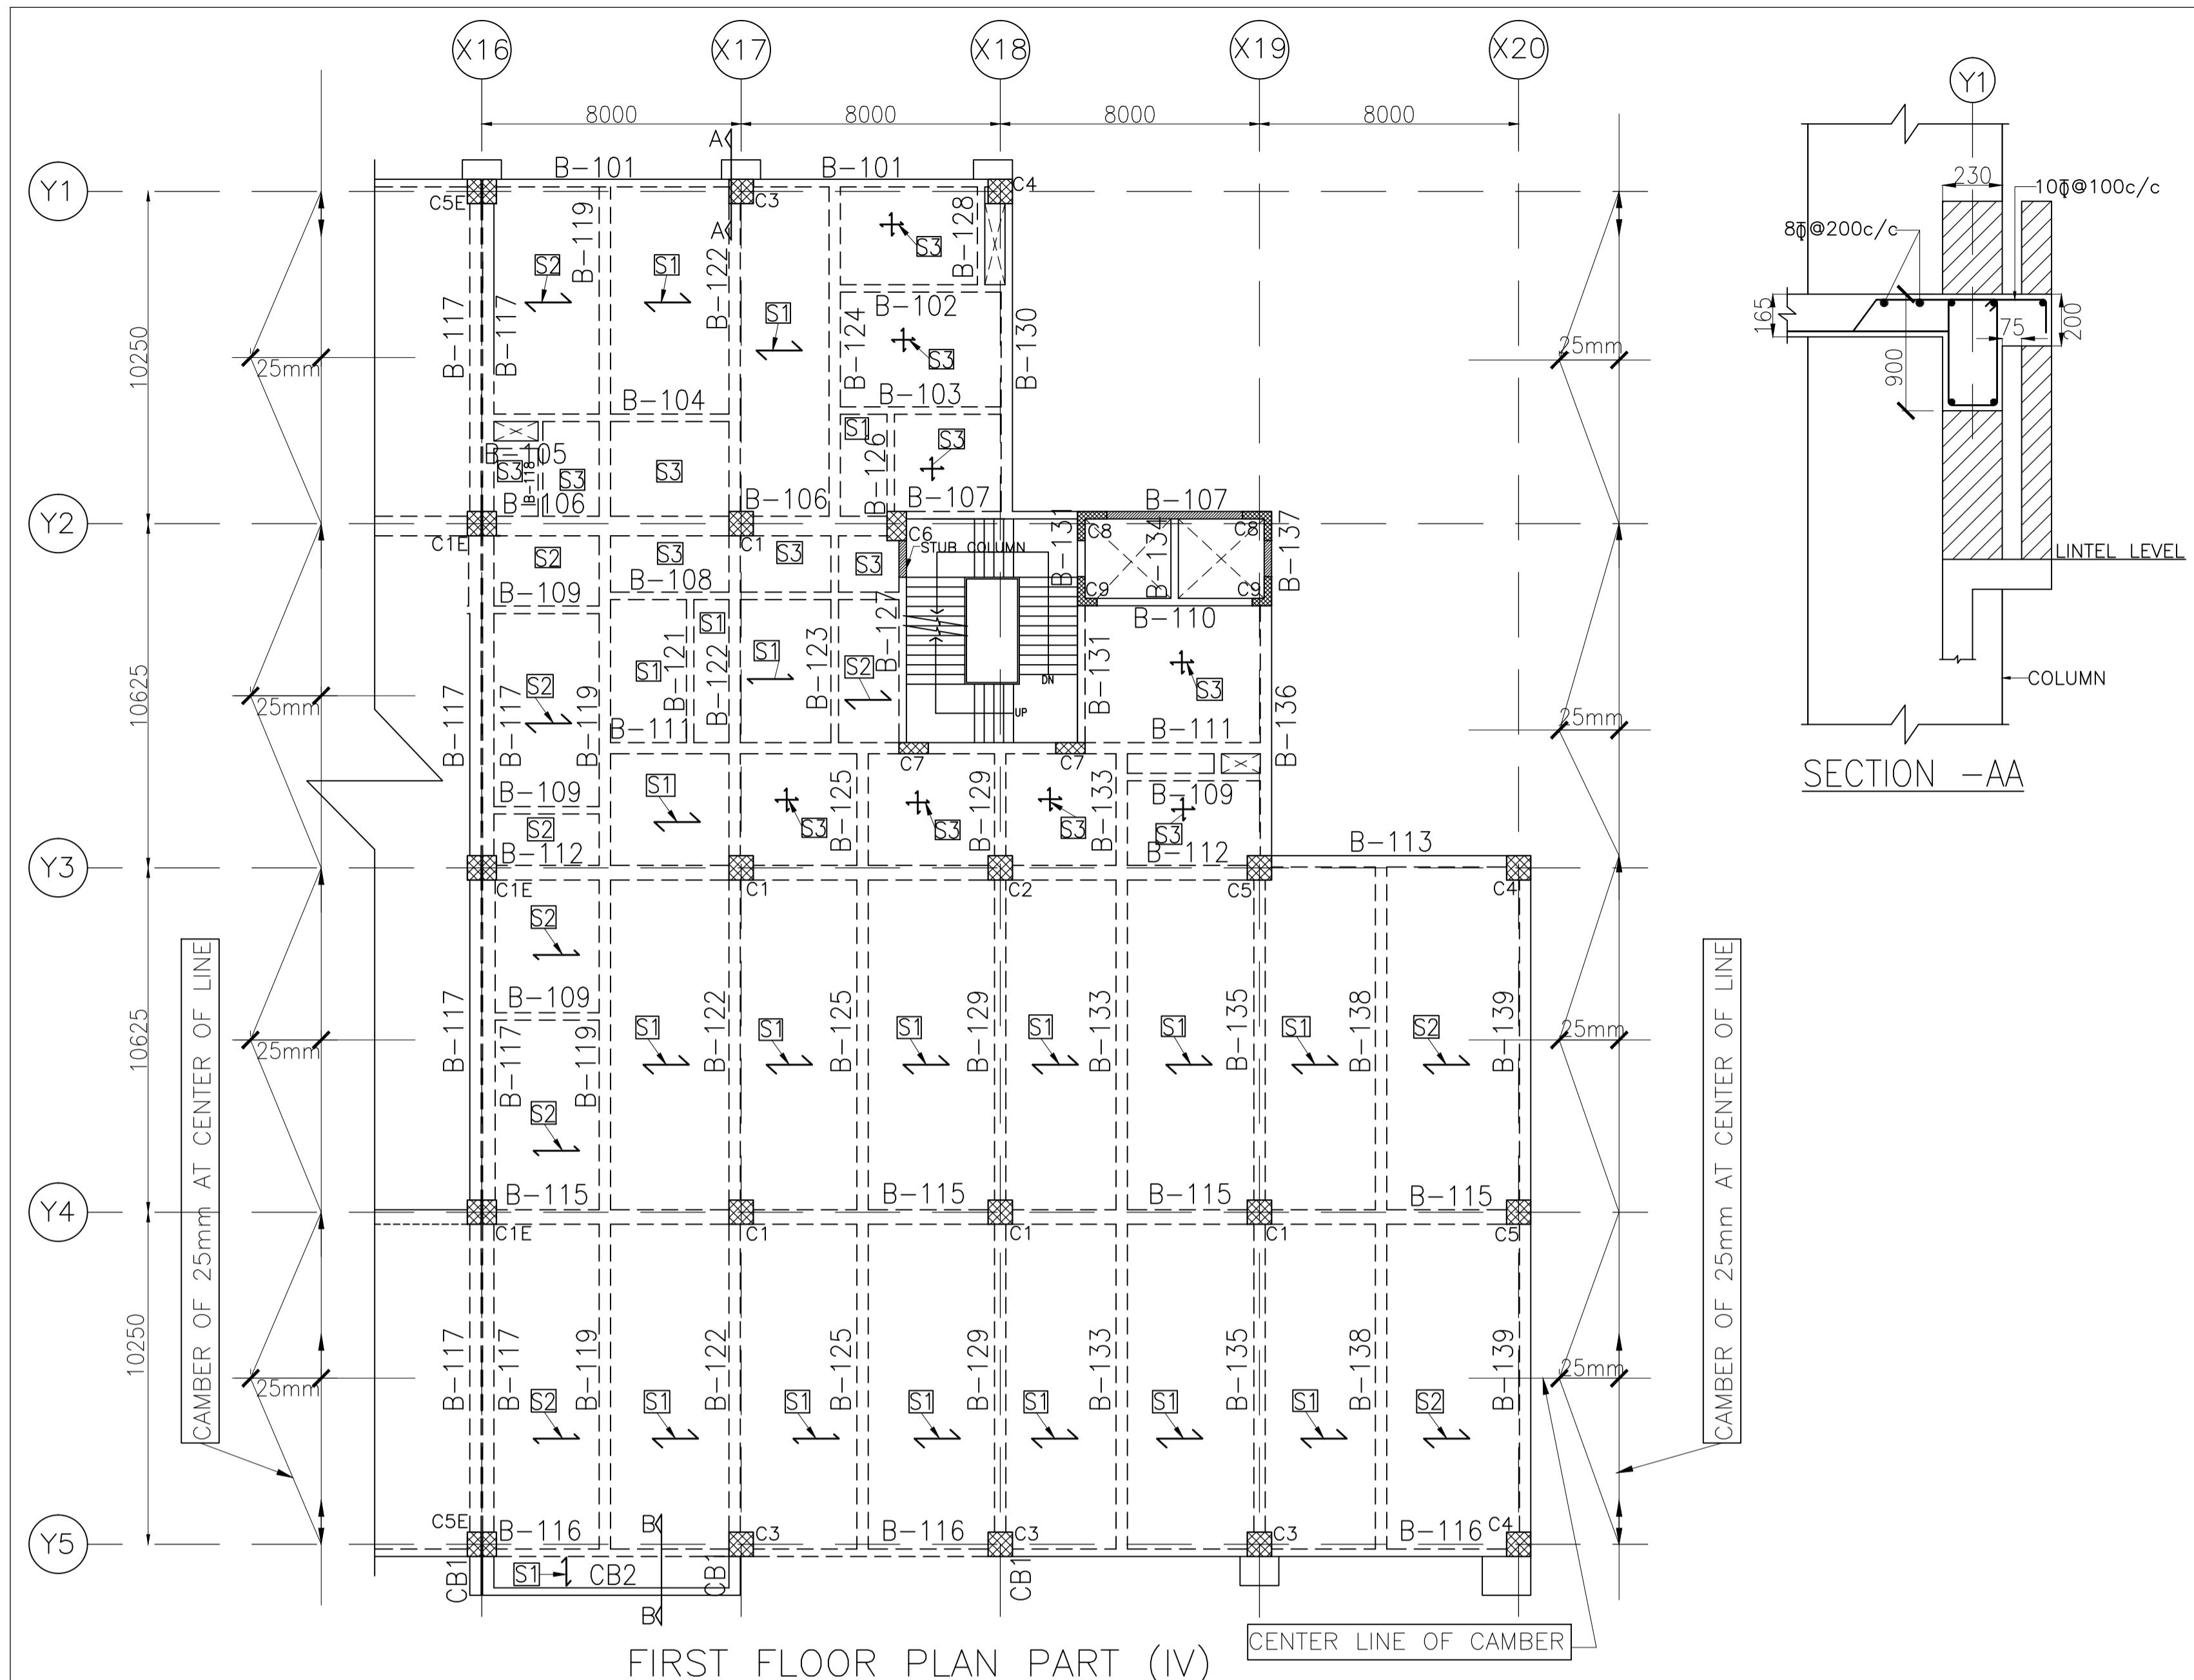 X16
X17
X18
X19
X20
Y1
8000
8000
8000
8000
A
B-101
B-101
Y1
C5E
C3
C4
A
B-117
B-117
S2
B-119
S1
B-122
S1
B-124
S3
B-128
B-102
S3
B-130
10250
25mm
25mm
B-104
B-103
S1
B-126
S3
B-105
S3
B-118
S3
S3
B-106
B-106
B-107
B-107
Y2
C1E
C1
C6
STUB COLUMN
B-131
C8
B-134
C8
B-137
S2
S3
S3
S3
B-109
B-108
B-127
C9
C9
B-110
S1
S1
B-121
B-122
S1
B-123
S2
B-131
S3
B-136
DN
UP
10625
25mm
25mm
B-117
B-117
S2
B-119
B-111
B-111
C7
C7
B-109
S1
S3
B-125
S3
B-129
S3
B-133
B-109
S3
S2
B-112
B-112
B-113
Y3
C1E
C1
C2
C5
C4
S2
B-109
B-117
B-117
B-119
S1
B-122
S1
B-125
S1
B-129
S1
B-133
S1
B-135
S1
B-138
S2
B-139
10625
25mm
25mm
S2
B-115
B-115
B-115
B-115
Y4
C1E
C1
C1
C1
C5
10250
25mm
25mm
B-117
B-117
S2
B-119
S1
B-122
S1
B-125
S1
B-129
S1
B-133
S1
B-135
S1
B-138
S2
B-139
Y5
C5E
B-116
B
C3
B-116
C3
C3
B-116
C4
CB1
S1
CB2
CB1
CB1
B
CAMBER OF 25mm AT CENTER OF LINE
CAMBER OF 25mm AT CENTER OF LINE
CENTER LINE OF CAMBER
FIRST FLOOR PLAN PART (IV)
230
10Φ@100c/c
8Φ@200c/c
165
75
200
900
LINTEL LEVEL
COLUMN
SECTION -AA